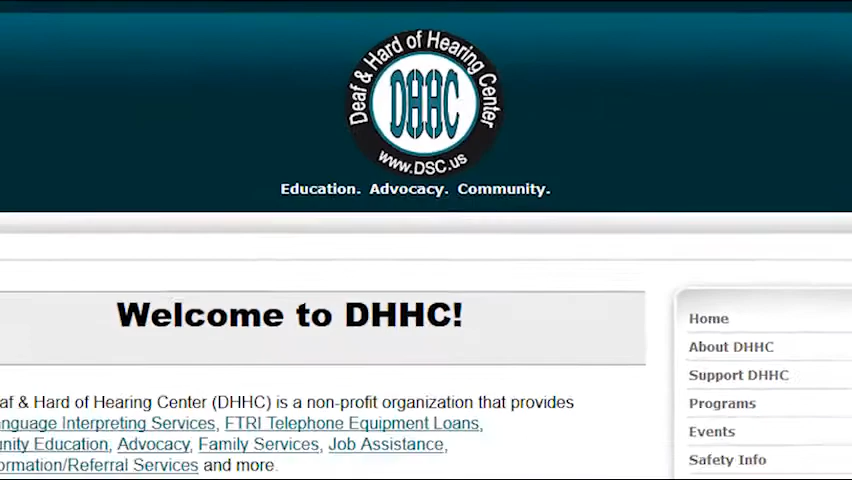 Deaf & Hard of Hearing Center
DHHC
www.DSC.us
Education. Advocacy. Community.
Welcome to DHHC!
Home
About DHHC
Support DHHC
Programs
Events
Safety Info
af & Hard of Hearing Center (DHHC) is a non-profit organization that provides
nguage Interpreting Services, FTRI Telephone Equipment Loans,
unity Education, Advocacy, Family Services, Job Assistance,
ormation/Referral Services and more.